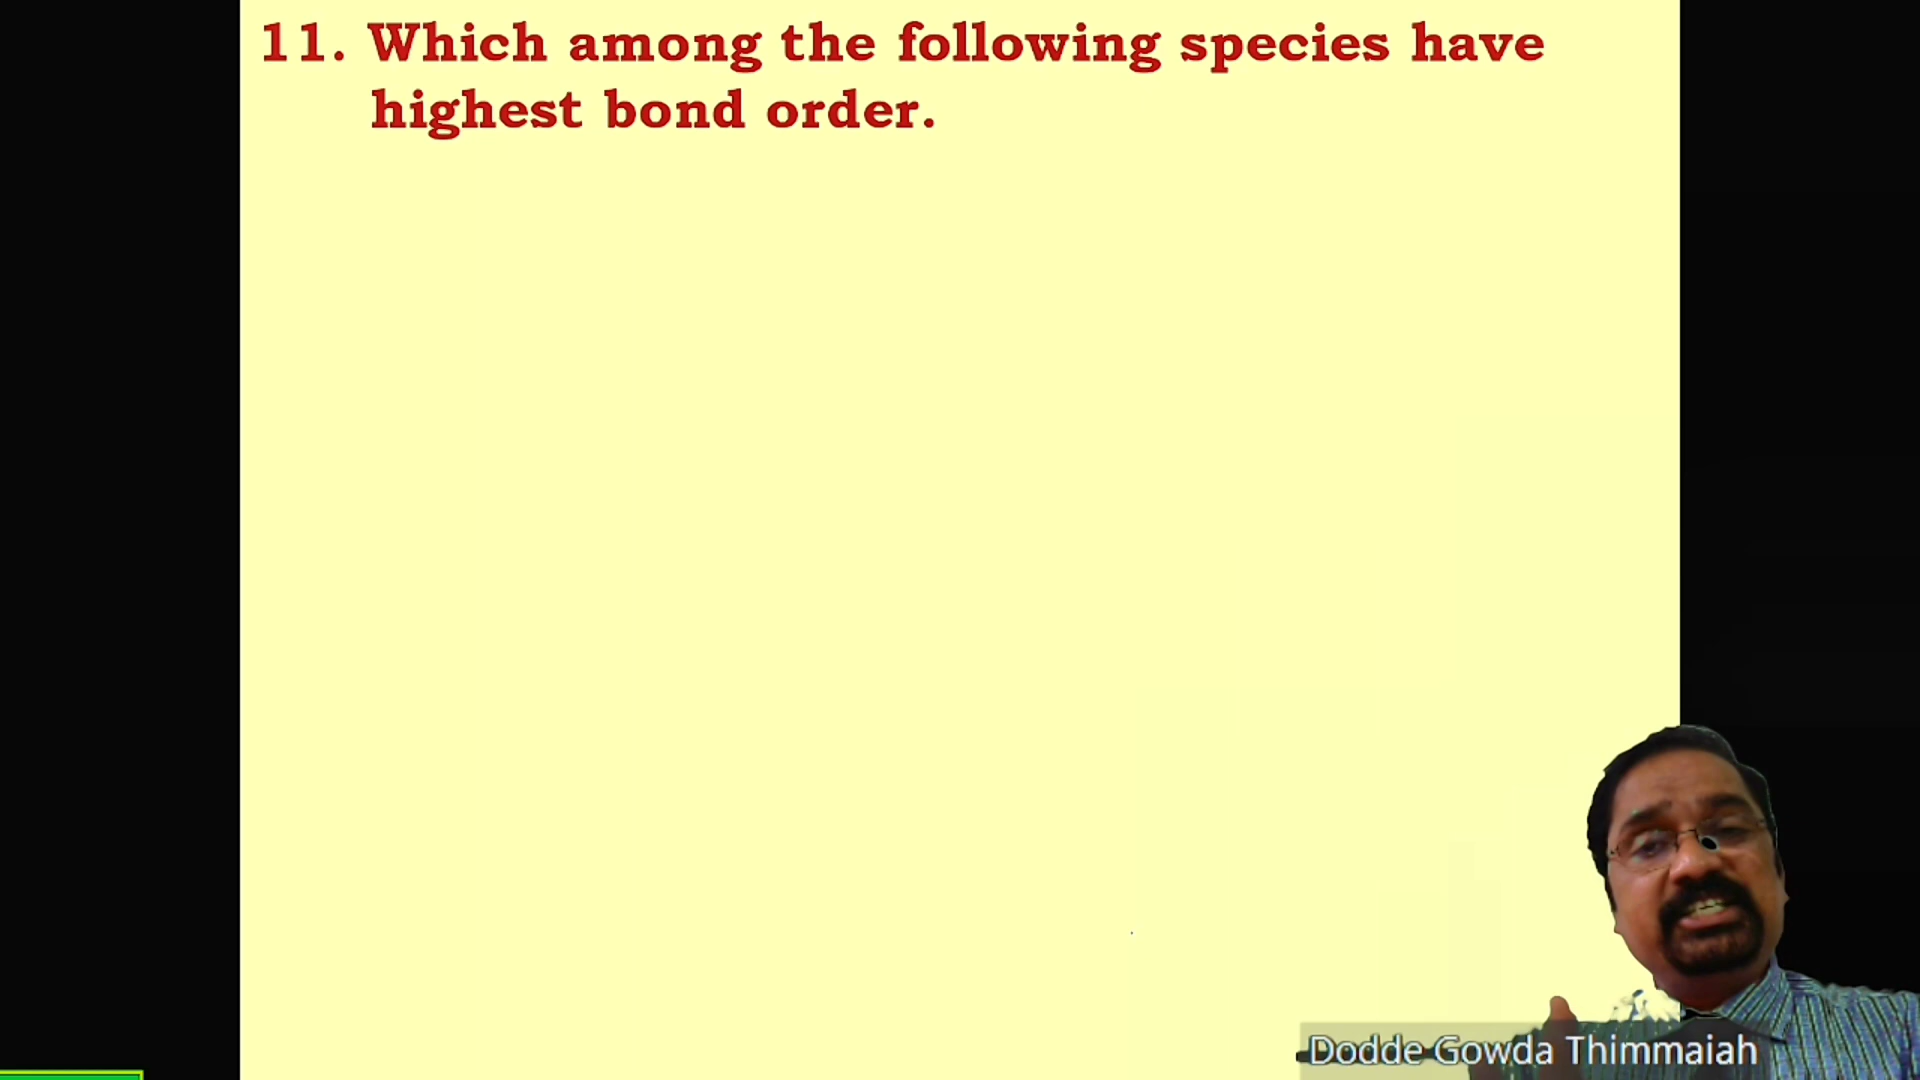 11. Which among the following species have
highest bond order.
Dodde Gowda Thimmaiah